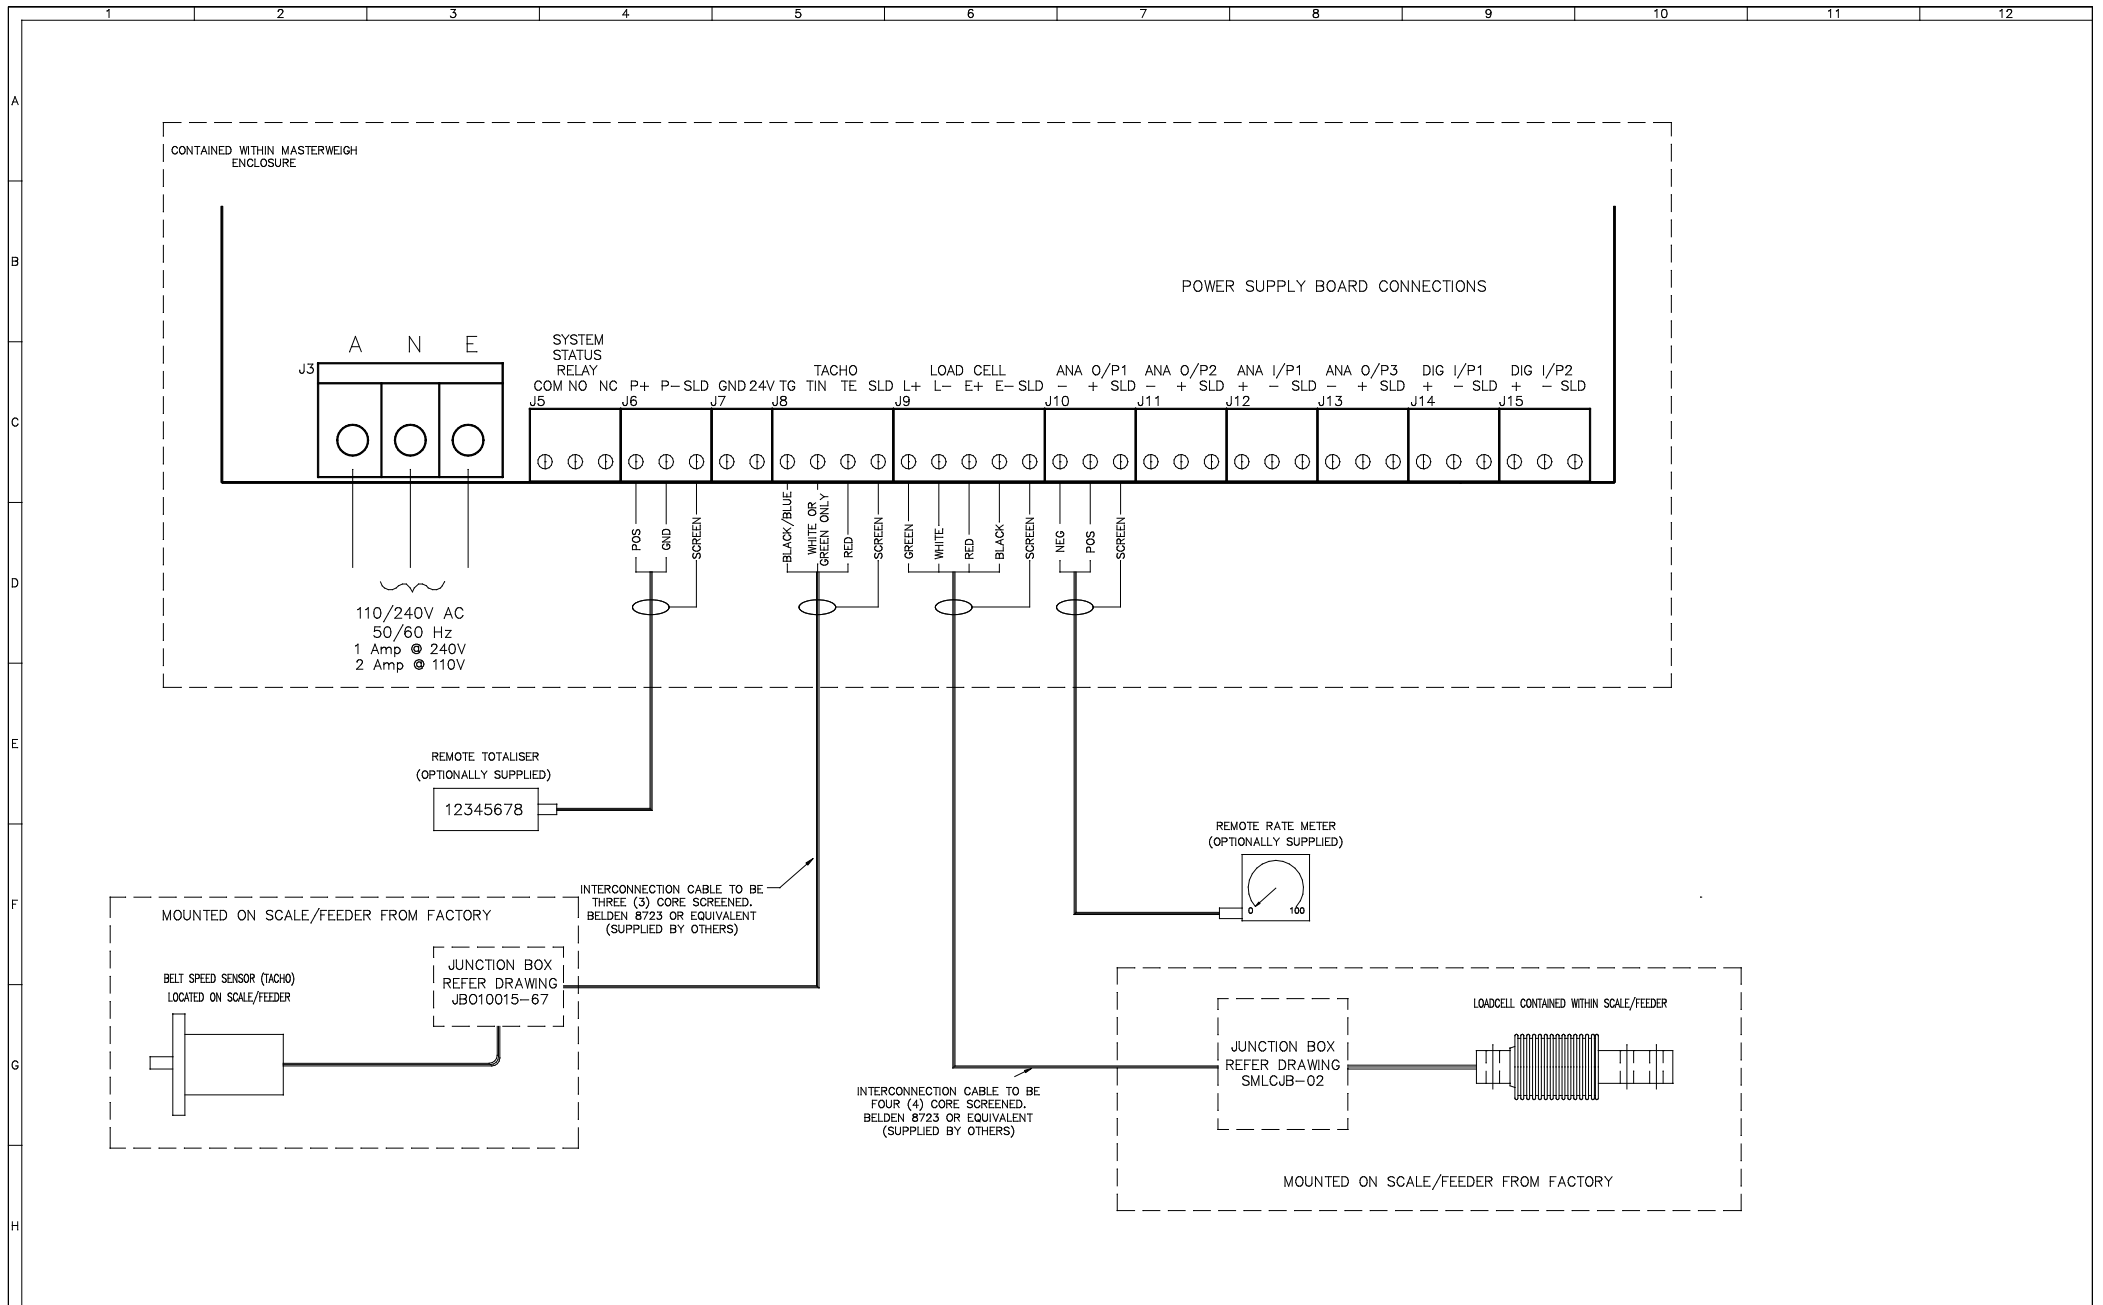 1 2 3 4 5 6 7 8 9 10 11 12
A
B
C
D
E
F
G
H
CONTAINED WITHIN MASTERWEIGH
ENCLOSURE
POWER SUPPLY BOARD CONNECTIONS
A N E
J3
SYSTEM
STATUS
RELAY
TACHO LOAD CELL ANA O/P1 ANA O/P2 ANA I/P1 ANA O/P3 DIG I/P1 DIG I/P2
COM NO NC P+ P- SLD GND 24V TG TIN TE SLD L+ L- E+ E- SLD - + SLD - + SLD + - SLD - + SLD + - SLD + - SLD
J5 J6 J7 J8 J9 J10 J11 J12 J13 J14 J15
POS
GND
SCREEN
BLACK/BLUE
WHITE OR
GREEN ONLY
RED
SCREEN
GREEN
WHITE
RED
BLACK
SCREEN
NEG
POS
SCREEN
110/240V AC
50/60 Hz
1 Amp @ 240V
2 Amp @ 110V
REMOTE TOTALISER
(OPTIONALLY SUPPLIED)
12345678
REMOTE RATE METER
(OPTIONALLY SUPPLIED)
0 100
INTERCONNECTION CABLE TO BE
THREE (3) CORE SCREENED.
BELDEN 8723 OR EQUIVALENT
(SUPPLIED BY OTHERS)
MOUNTED ON SCALE/FEEDER FROM FACTORY
JUNCTION BOX
REFER DRAWING
JBO10015-67
BELT SPEED SENSOR (TACHO)
LOCATED ON SCALE/FEEDER
LOADCELL CONTAINED WITHIN SCALE/FEEDER
JUNCTION BOX
REFER DRAWING
SMLCJB-02
INTERCONNECTION CABLE TO BE
FOUR (4) CORE SCREENED.
BELDEN 8723 OR EQUIVALENT
(SUPPLIED BY OTHERS)
MOUNTED ON SCALE/FEEDER FROM FACTORY